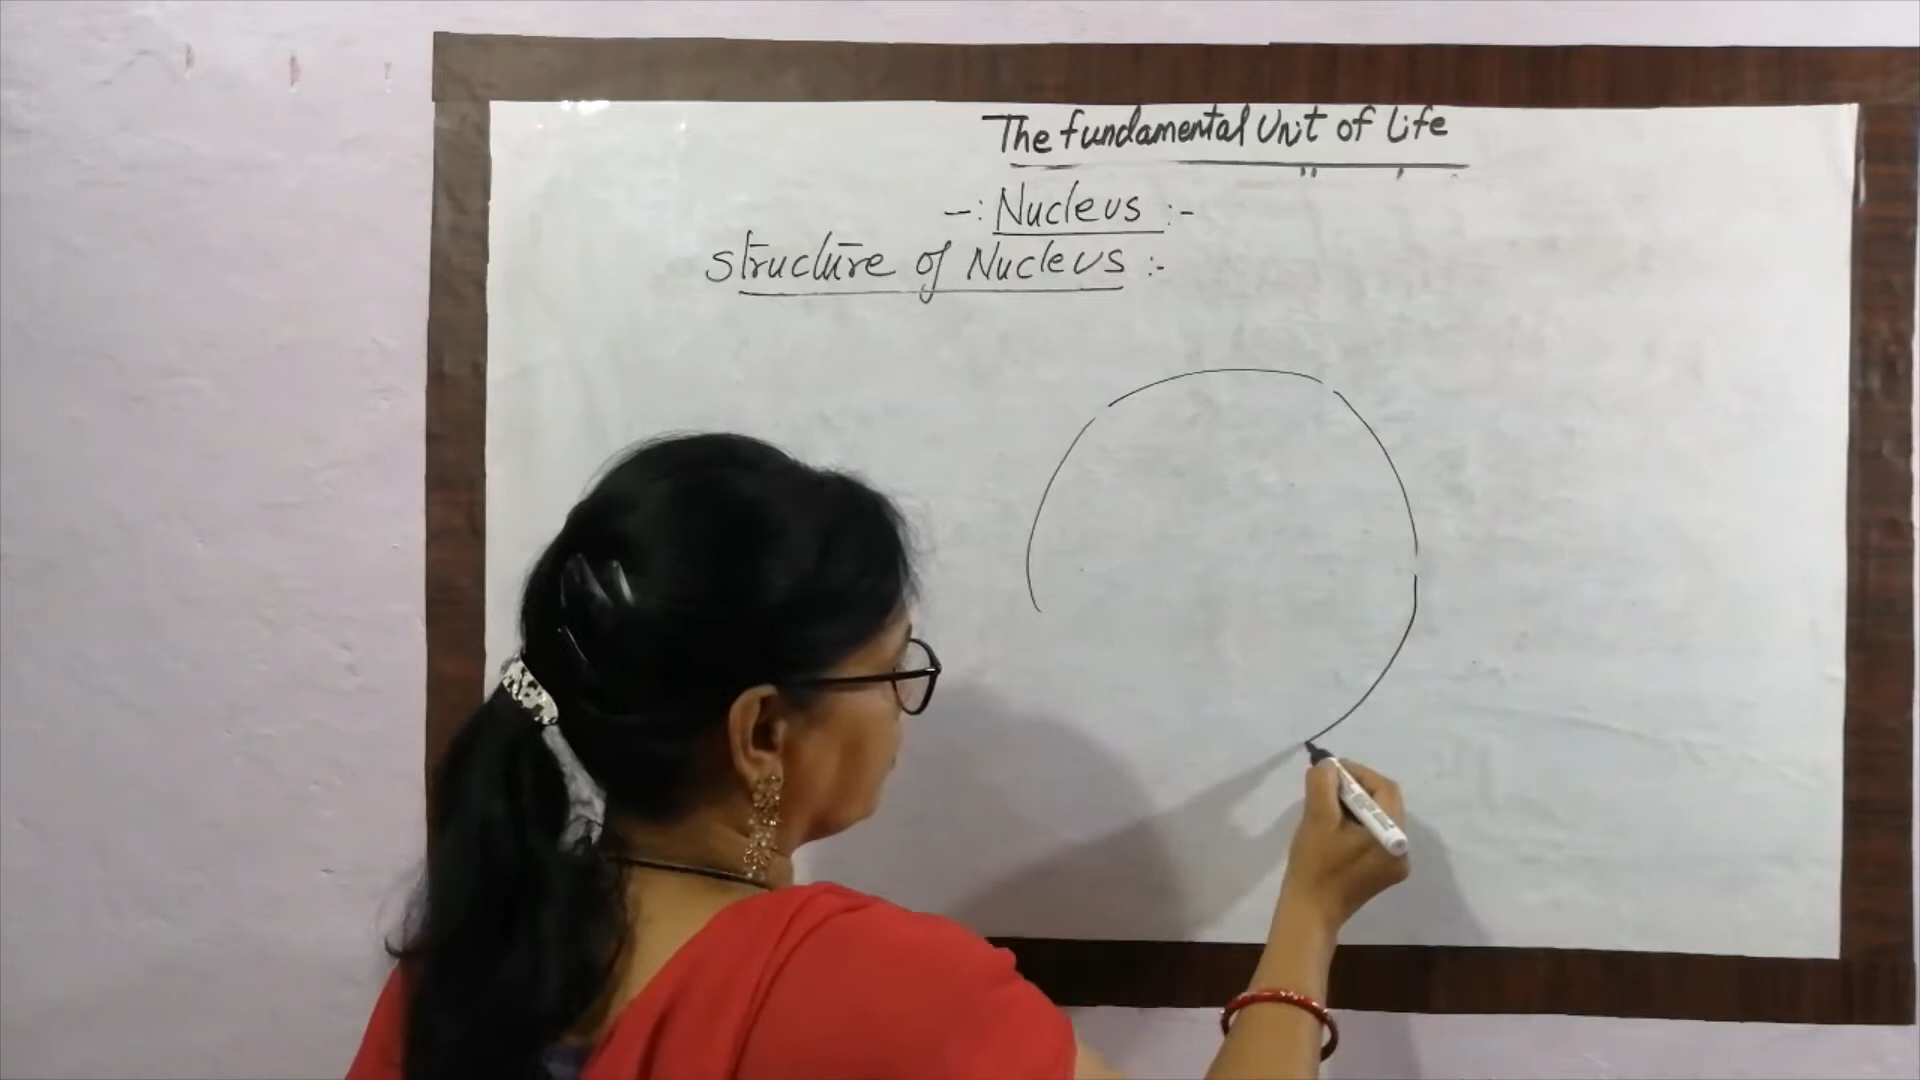 The fundamental Unit of Life
-: Nucleus :-
structure of Nucleus :-